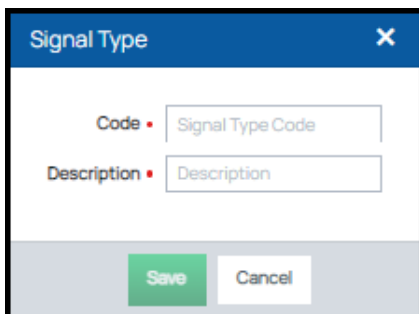 Signal Type
Code • Signal Type Code
Description • Description
Save Cancel